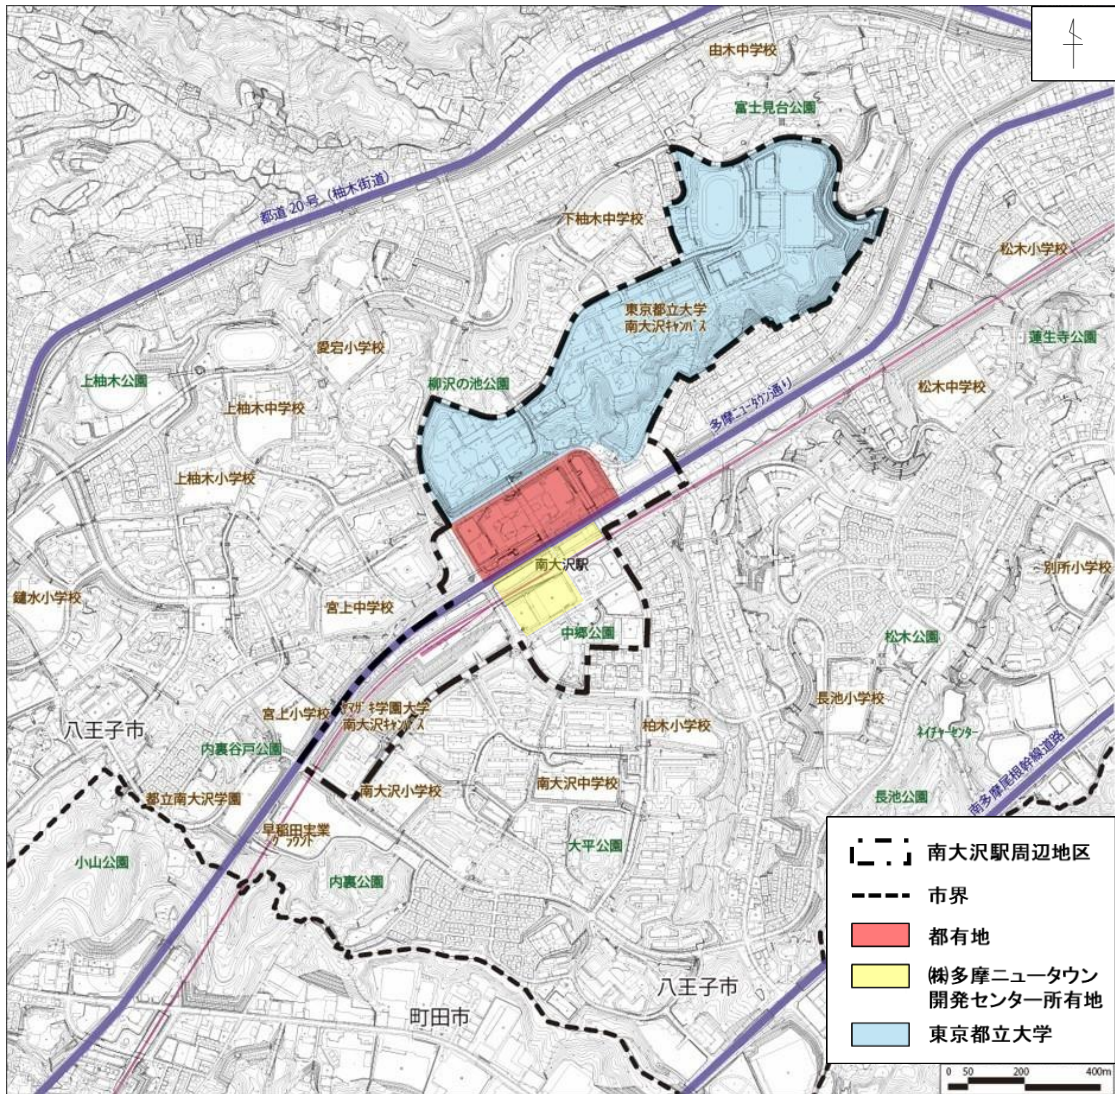 由木中学校
富士見台公園
都道20号(柚木街道)
下柚木中学校
松木小学校
東京都立大学
南大沢キャンパス
蓮生寺公園
愛宕小学校
上柚木公園
柳沢の池公園
松木中学校
上柚木中学校
多摩ニュータウン通り
上柚木小学校
南大沢駅
別所小学校
鑓水小学校
宮上中学校
中郷公園
松木公園
長池小学校
宮上小学校
ヤマザキ学園大学
南大沢キャンパス
柏木小学校
八王子市
内裏谷戸公園
ネイチャーセンター
南大沢中学校
都立南大沢学園
南大沢小学校
長池公園
南多摩尾根幹線道路
早稲田実業
グラウンド
大平公園
小山公園
内裏公園
八王子市
町田市
南大沢駅周辺地区
市界
都有地
㈱多摩ニュータウン
開発センター所有地
東京都立大学
0 50 200 400m